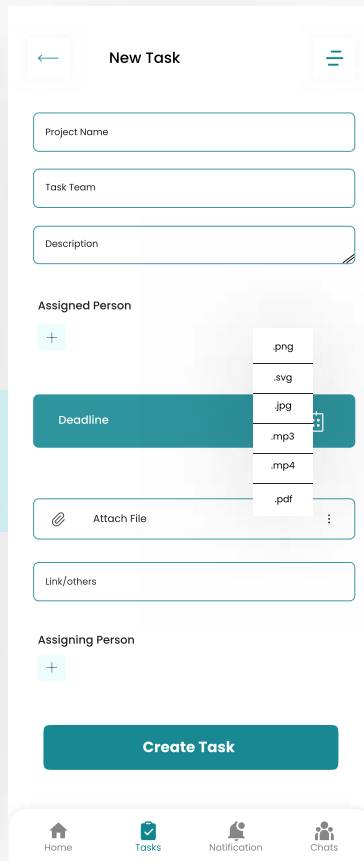 New Task
Project Name
Task Team
Description
Assigned Person
.png
.svg
.jpg
.mp3
.mp4
.pdf
Deadline
Attach File
Link/others
Assigning Person
Create Task
Home
Tasks
Notification
Chats